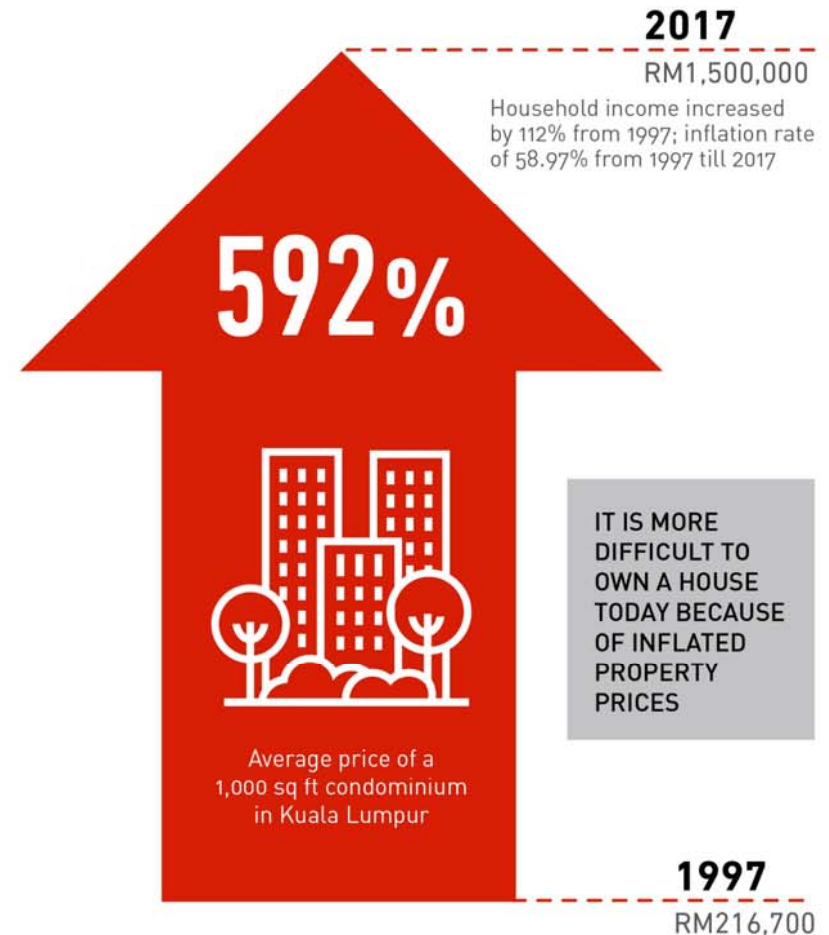 2017
RM1,500,000
Household income increased
by 112% from 1997; inflation rate
of 58.97% from 1997 till 2017
592%
IT IS MORE
DIFFICULT TO
OWN A HOUSE
TODAY BECAUSE
OF INFLATED
PROPERTY
PRICES
Average price of a
1,000 sq ft condominium
in Kuala Lumpur
1997
RM216,700